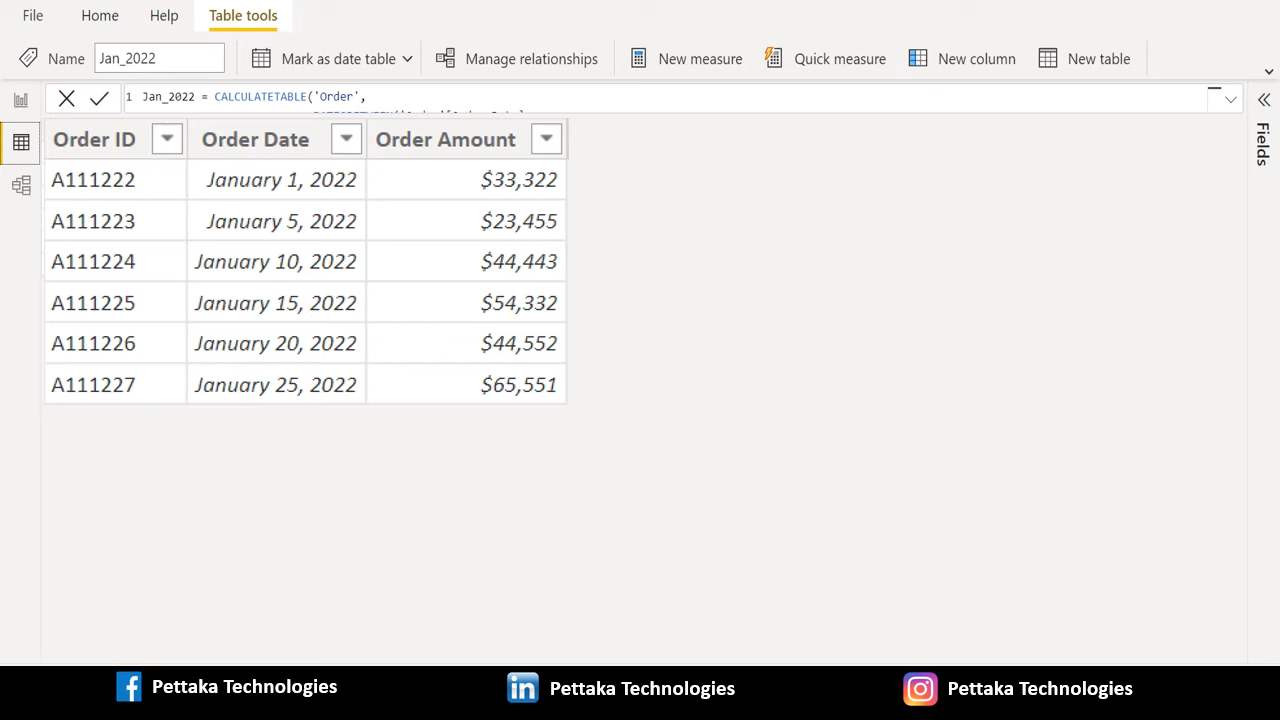 File Home Help Table tools
Name Jan_2022 Mark as date table Manage relationships New measure Quick measure New column New table
1 Jan_2022 = CALCULATETABLE('Order',
Fields
Order ID Order Date Order Amount
A111222 January 1, 2022 $33,322
A111223 January 5, 2022 $23,455
A111224 January 10, 2022 $44,443
A111225 January 15, 2022 $54,332
A111226 January 20, 2022 $44,552
A111227 January 25, 2022 $65,551
Pettaka Technologies Pettaka Technologies Pettaka Technologies